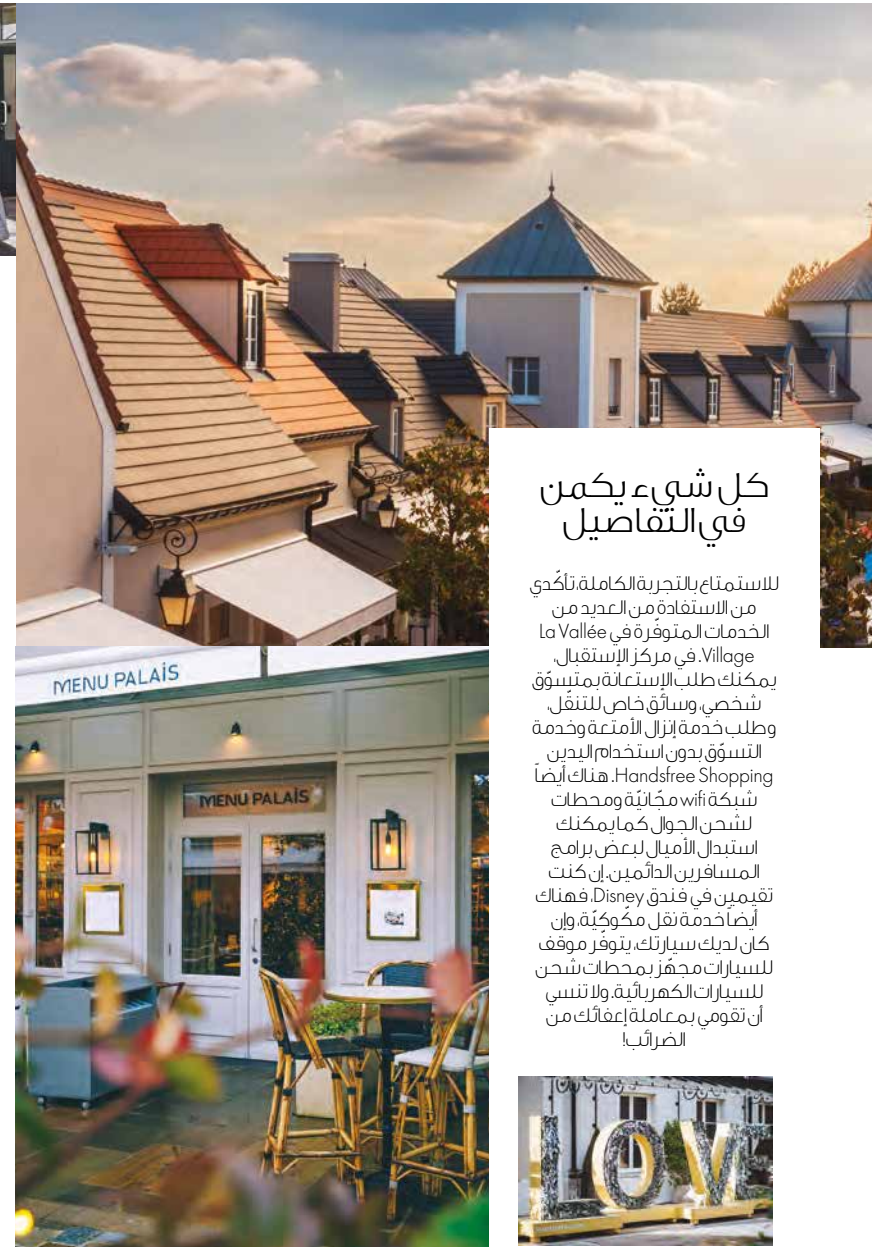 MENU PALAIS
MENU PALAIS
كل شيء يكمن
في التفاصيل
للاستمتاع بالتجربة الكاملة، تأكّدي
من الاستفادة من العديد من
الخدمات المتوفّرة في La Vallée
Village. في مركز الإستقبال،
يمكنك طلب الإستعانة بمتسوّق
شخصي، وسائق خاص للتنقّل،
وطلب خدمة إنزال الأمتعة وخدمة
التسوّق بدون استخدام اليدين
Handsfree Shopping. هناك أيضاً
شبكة wifi مجّانيّة ومحطات
لشحن الجوال كما يمكنك
استبدال الأميال لبعض برامج
المسافرين الدائمين. إن كنت
تقيمين في فندق Disney، فهناك
أيضاً خدمة نقل مكّوكيّة، وإن
كان لديك سيارتك، يتوفّر موقف
للسيارات مجهّز بمحطات شحن
للسيارات الكهربائية. ولا تنسي
أن تقومي بمعاملة إعفائك من
الضرائب!
LOV